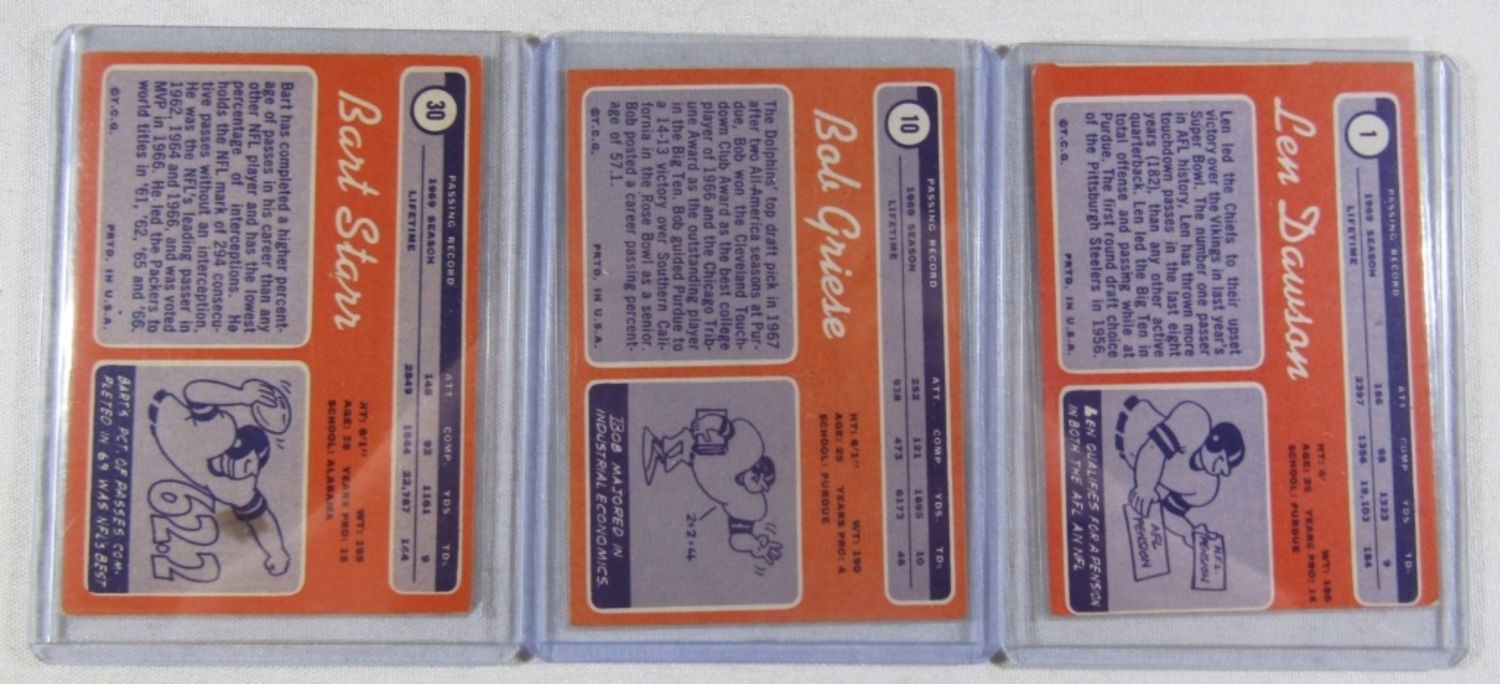 30
PASSING RECORD ATT. COMP. YDS. TD.
1969 SEASON 148 92 1161 9
LIFETIME 2849 1644 22,787 144
Bart Starr
HT: 6'1" WT: 195
AGE: 35 YEARS PRO: 15
SCHOOL: ALABAMA
Bart has completed a higher percent-
age of passes in his career than any
other NFL player and has the lowest
percentage of interceptions. He
holds the NFL mark of 294 consecu-
tive passes without an interception.
He was the NFL's leading passer in
1962, 1964 and 1966, and was voted
MVP in 1966. He led the Packers to
world titles in '61, '62, '65 and '66.
©T.C.G. PRTD. IN U.S.A.
62.2
BART'S PCT. OF PASSES COM-
PLETED IN 69 WAS NFL'S BEST
10
PASSING RECORD ATT. COMP. YDS. TD.
1969 SEASON 252 121 1695 10
LIFETIME 938 473 6173 46
Bob Griese
HT: 6'1" WT: 190
AGE: 25 YEARS PRO: 4
SCHOOL: PURDUE
The Dolphins' top draft pick in 1967
after two All-America seasons at Pur-
due, Bob won the Cleveland Touch-
down Club Award as the best college
player of 1966 and the Chicago Trib-
une Award as the outstanding player
in the Big Ten. Bob guided Purdue to
a 14-13 victory over Southern Cali-
fornia in the Rose Bowl as a senior.
Bob posted a career passing percent-
age of 57.1.
©T.C.G. PRTD. IN U.S.A.
2+2=4
BOB MAJORED IN
INDUSTRIAL ECONOMICS.
1
PASSING RECORD ATT. COMP. YDS. TD.
1969 SEASON 166 98 1323 9
LIFETIME 2397 1356 19,103 184
Len Dawson
HT: 6' WT: 190
AGE: 35 YEARS PRO: 14
SCHOOL: PURDUE
Len led the Chiefs to their upset
victory over the Vikings in last year's
Super Bowl. The number one passer
in AFL history, Len has thrown more
touchdown passes in the last eight
years (182), than any other active
quarterback. Len led the Big Ten in
total offense and passing while at
Purdue. The first round draft choice
of the Pittsburgh Steelers in 1956.
©T.C.G. PRTD. IN U.S.A.
AFL
PENSION
NFL
PENSION
LEN QUALIFIES FOR A PENSION
IN BOTH THE AFL AN NFL